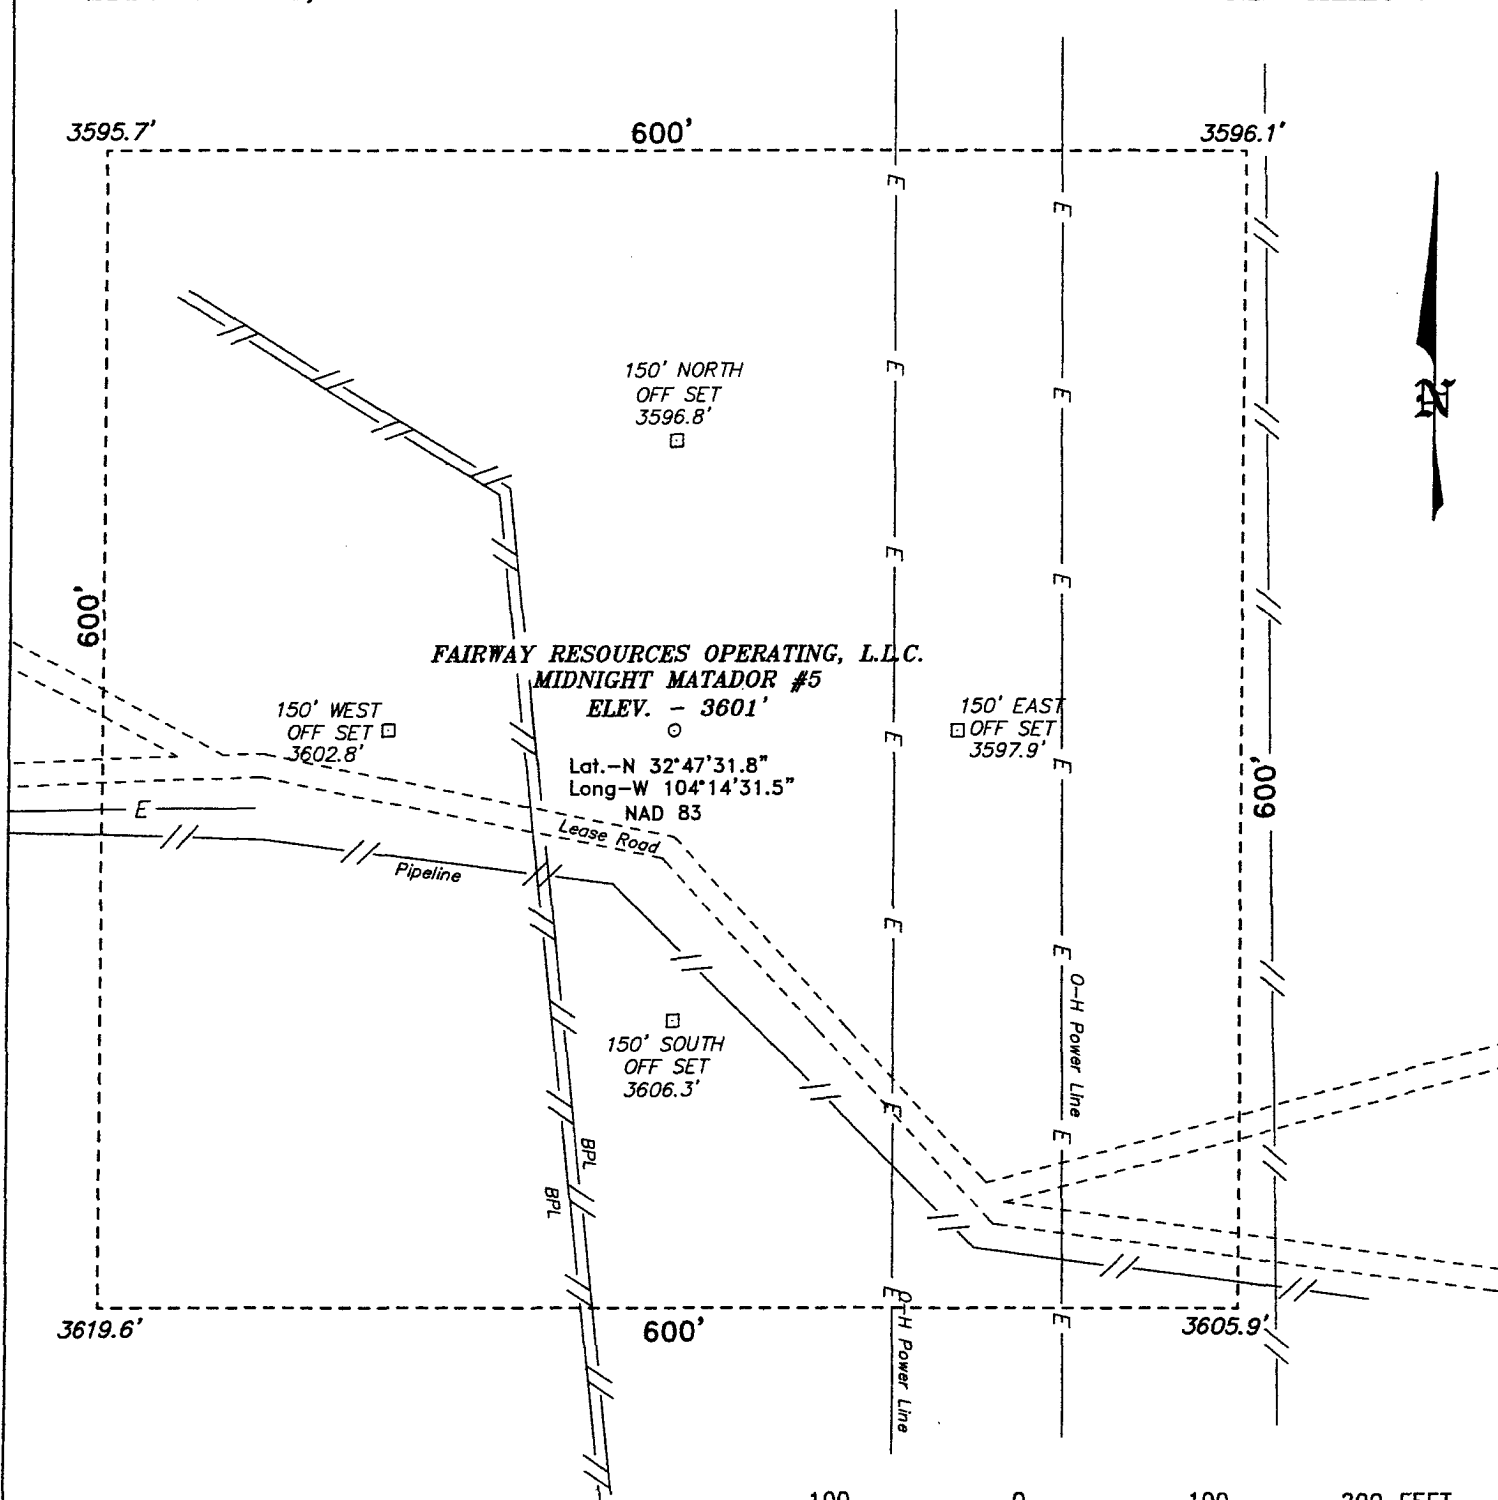 3595.7'
600'
3596.1'
E
E
150' NORTH
OFF SET
3596.8'
E
E
N
E
E
600'
FAIRWAY RESOURCES OPERATING, L.L.C.
MIDNIGHT MATADOR #5
ELEV. - 3601'
150' WEST
OFF SET
3602.8'
150' EAST
OFF SET
3597.9'
E
E
Lat.-N 32°47'31.8"
Long-W 104°14'31.5"
NAD 83
600'
E
Lease Road
Pipeline
E
E
O-H Power Line
150' SOUTH
OFF SET
3606.3'
E
E
BPL
BPL
E
O-H Power Line
E
3619.6'
600'
3605.9'
100 0 100 200 FEET